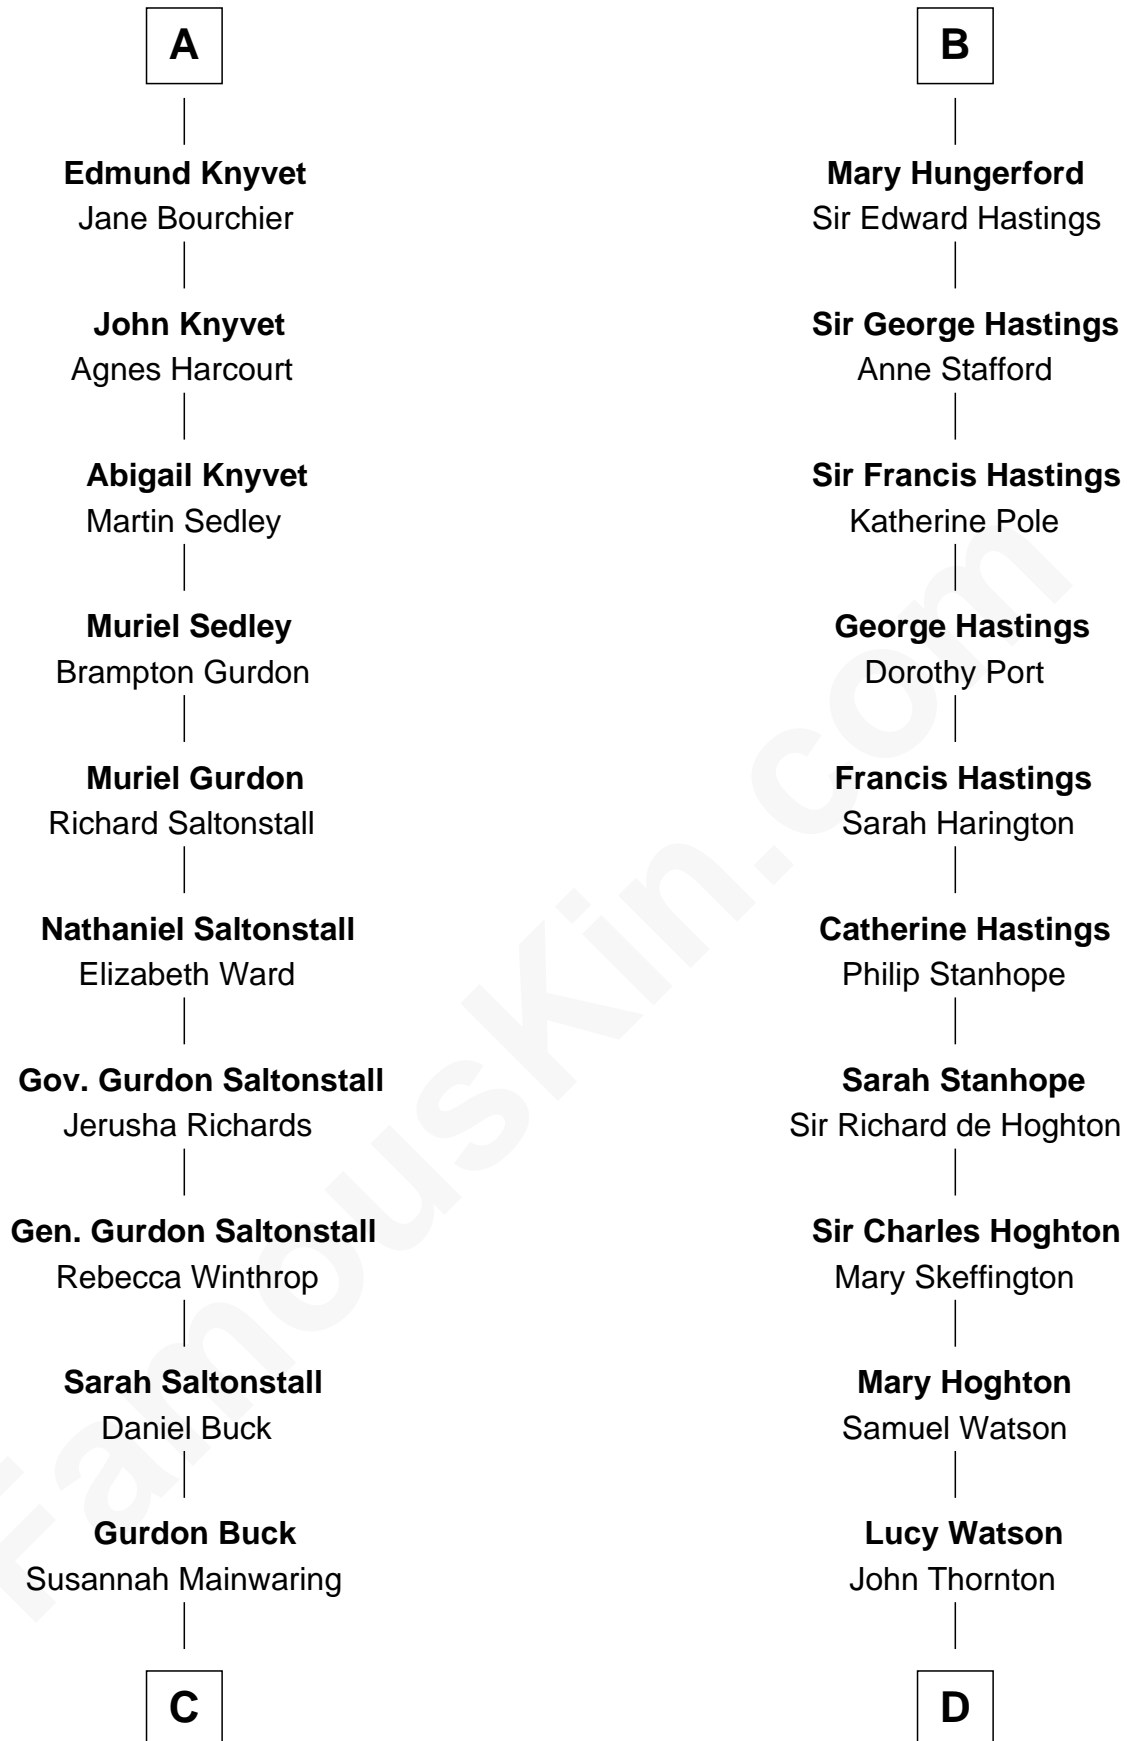 A
Edmund Knyvet
Jane Bourchier
John Knyvet
Agnes Harcourt
Abigail Knyvet
Martin Sedley
Muriel Sedley
Brampton Gurdon
Muriel Gurdon
Richard Saltonstall
Nathaniel Saltonstall
Elizabeth Ward
Gov. Gurdon Saltonstall
Jerusha Richards
Gen. Gurdon Saltonstall
Rebecca Winthrop
Sarah Saltonstall
Daniel Buck
Gurdon Buck
Susannah Mainwaring
C
B
Mary Hungerford
Sir Edward Hastings
Sir George Hastings
Anne Stafford
Sir Francis Hastings
Katherine Pole
George Hastings
Dorothy Port
Francis Hastings
Sarah Harington
Catherine Hastings
Philip Stanhope
Sarah Stanhope
Sir Richard de Hoghton
Sir Charles Hoghton
Mary Skeffington
Mary Hoghton
Samuel Watson
Lucy Watson
John Thornton
D
FamousKin.com